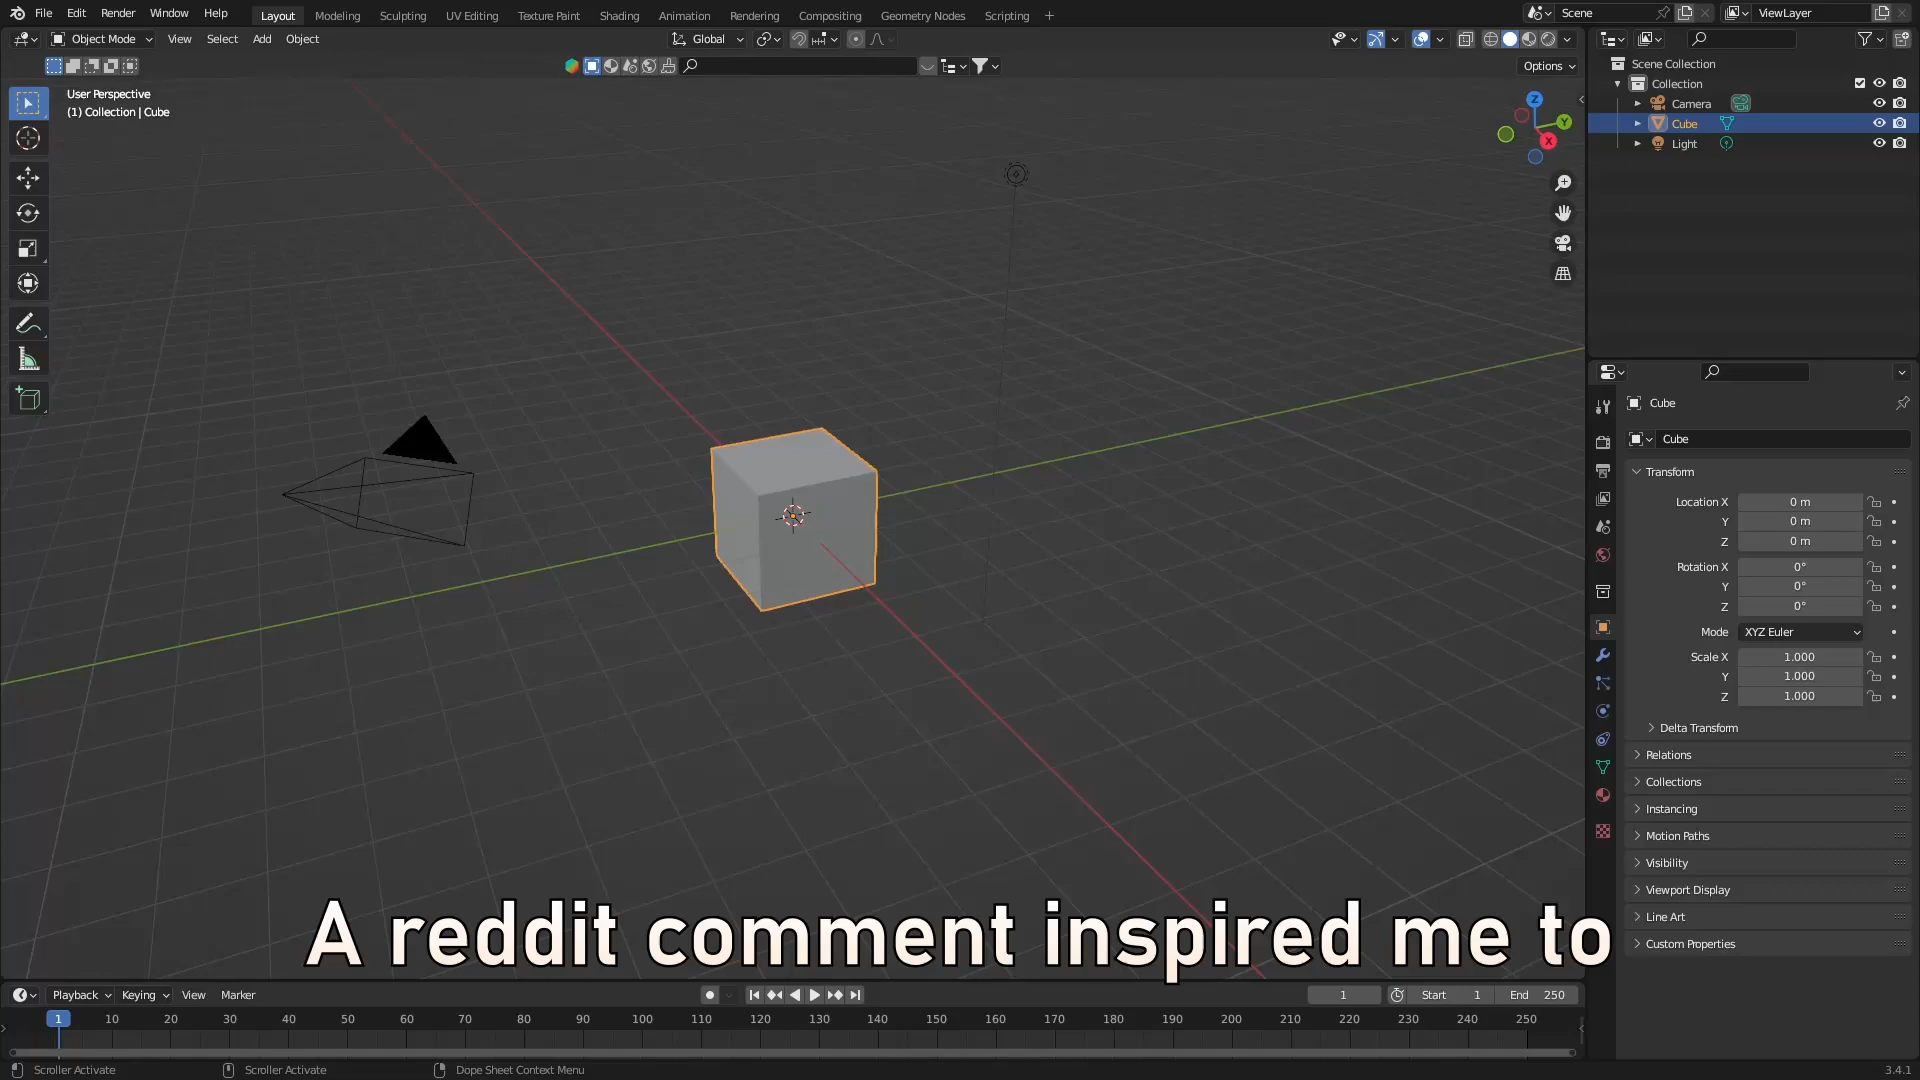 File Edit Render Window Help Layout Modeling Sculpting UV Editing Texture Paint Shading Animation Rendering Compositing Geometry Nodes Scripting + Scene ViewLayer
Object Mode View Select Add Object Global
Options
User Perspective
(1) Collection | Cube
Z
Y
X
Scene Collection
Collection
Camera
Cube
Light
Cube
Cube
Transform
Location X 0 m
Y 0 m
Z 0 m
Rotation X 0°
Y 0°
Z 0°
Mode XYZ Euler
Scale X 1.000
Y 1.000
Z 1.000
Delta Transform
Relations
Collections
Instancing
Motion Paths
Visibility
Viewport Display
Line Art
Custom Properties
A reddit comment inspired me to
Playback Keying View Marker 1 Start 1 End 250
1 10 20 30 40 50 60 70 80 90 100 110 120 130 140 150 160 170 180 190 200 210 220 230 240 250
Scroller Activate Scroller Activate Dope Sheet Context Menu 3.4.1